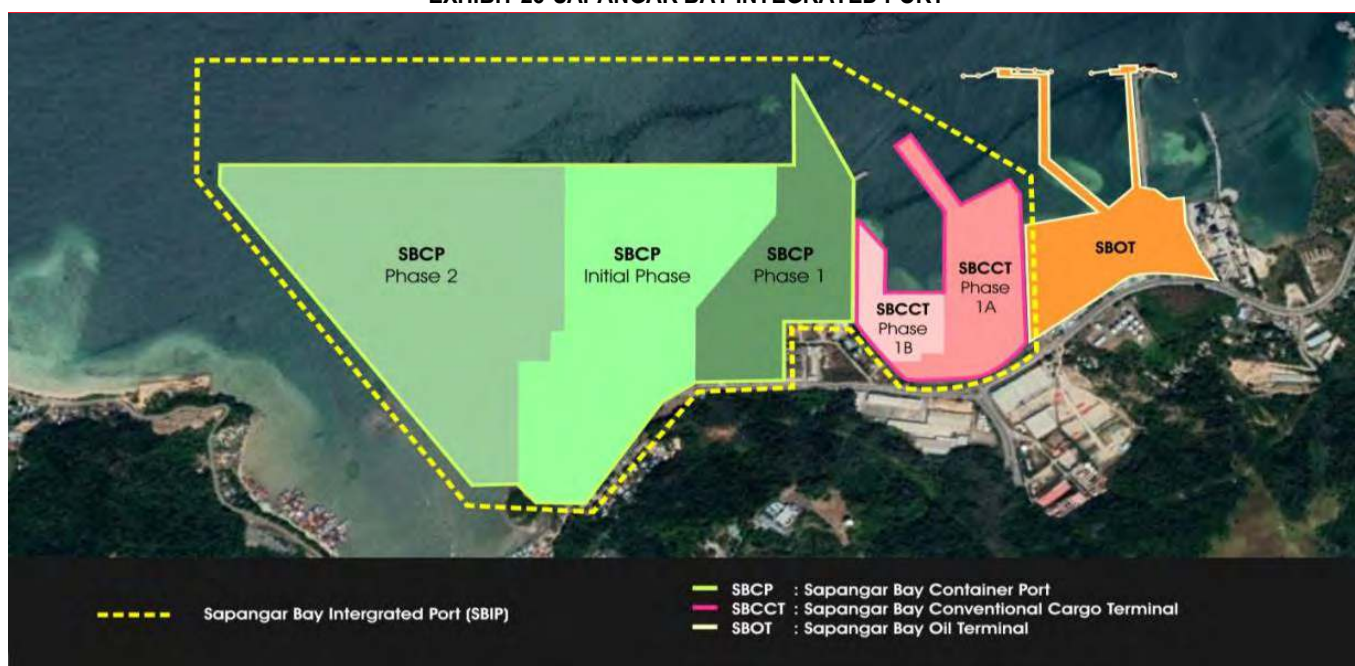 SBCP
Phase 2
SBCP
Initial Phase
SBCP
Phase 1
SBCCT
Phase
1B
SBCCT
Phase
1A
SBOT
Sapangar Bay Intergrated Port (SBIP)
SBCP : Sapangar Bay Container Port
SBCCT : Sapangar Bay Conventional Cargo Terminal
SBOT : Sapangar Bay Oil Terminal